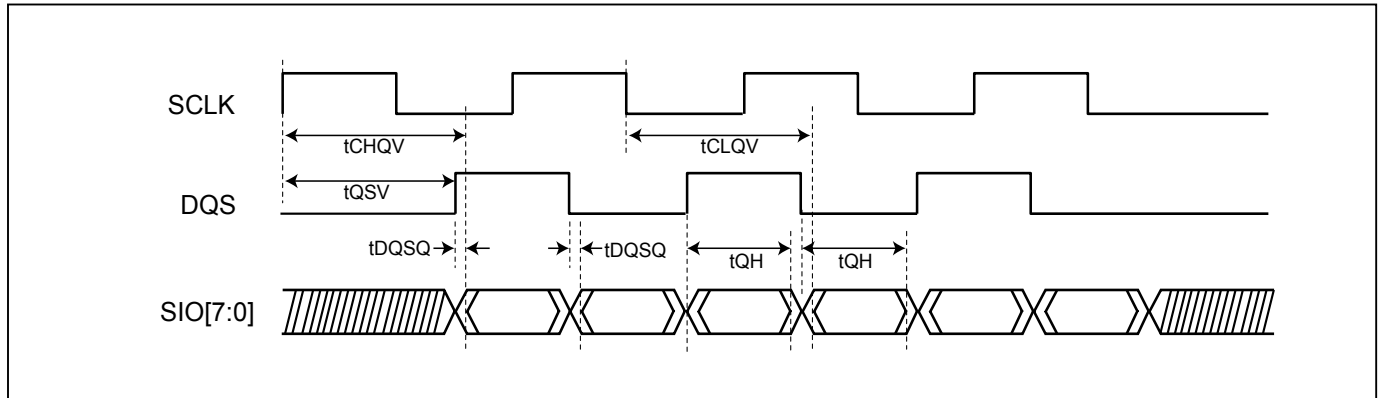 SCLK
tCHQV
tCLQV
tQSV
DQS
tDQSQ
tDQSQ
tQH
tQH
SIO[7:0]